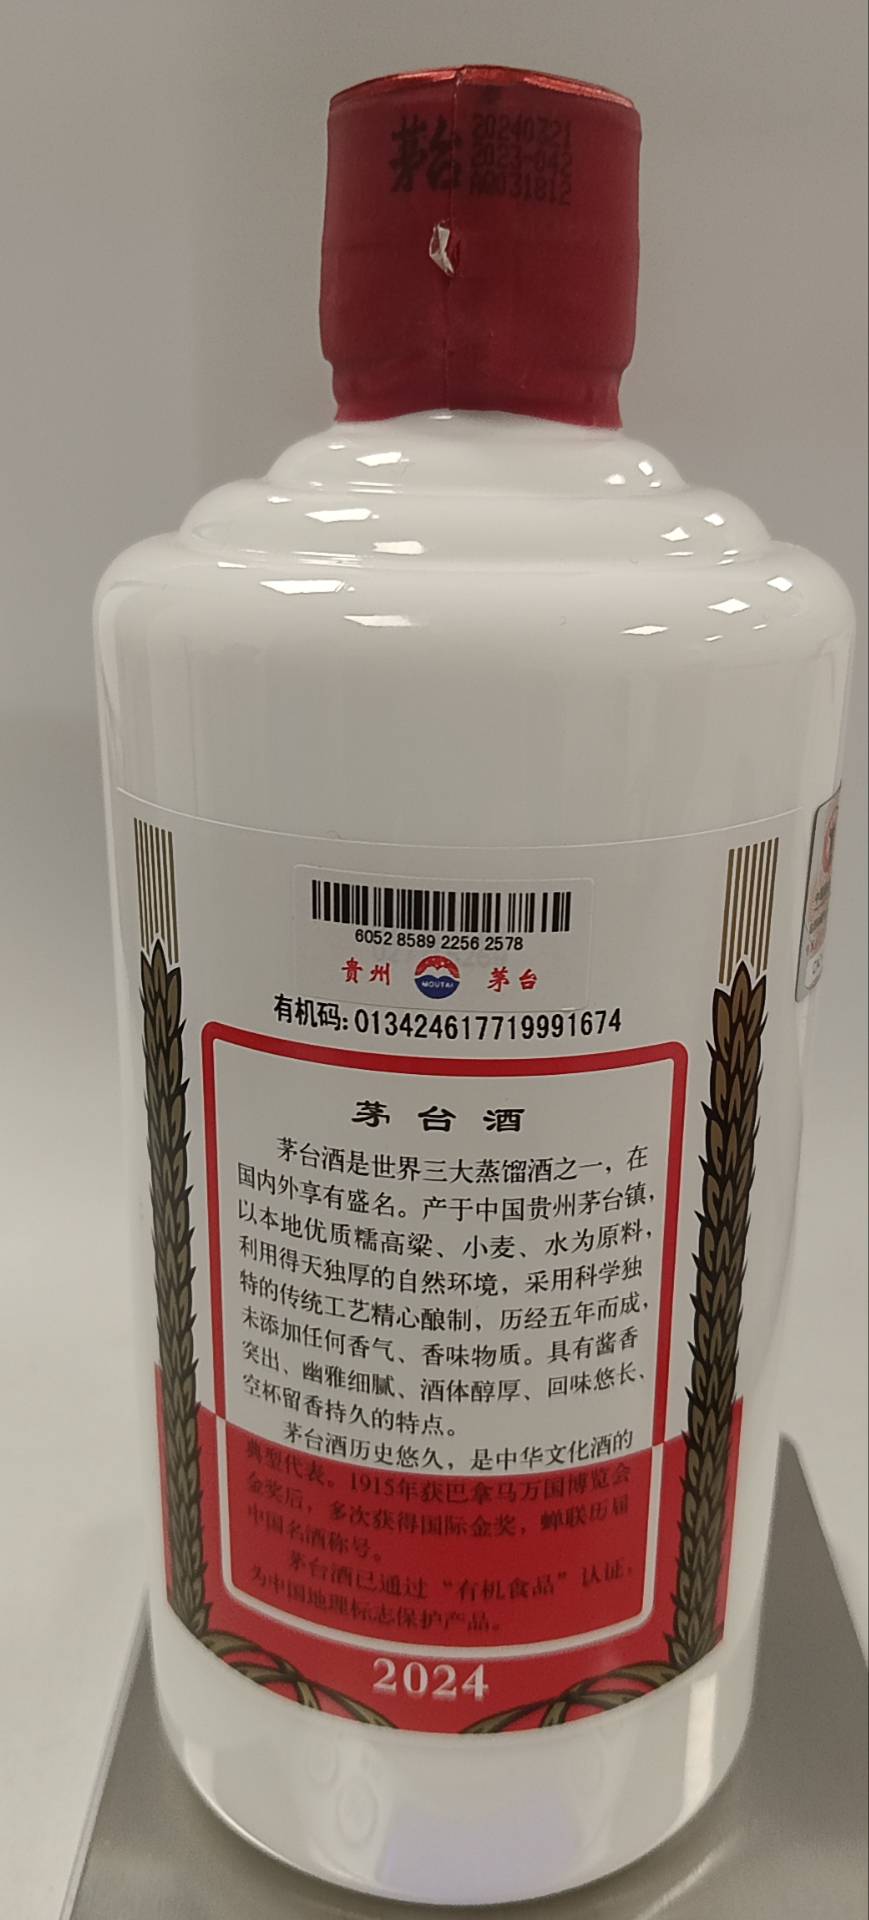 茅台
20240321
2023-042
AQ031812
6052 8589 2256 2578
贵州 MOUTAI 茅台
有机码:013424617719991674
茅台酒
茅台酒是世界三大蒸馏酒之一，在
国内外享有盛名。产于中国贵州茅台镇，
以本地优质糯高粱、小麦、水为原料，
利用得天独厚的自然环境，采用科学独
特的传统工艺精心酿制，历经五年而成，
未添加任何香气、香味物质。具有酱香
突出、幽雅细腻、酒体醇厚、回味悠长、
空杯留香持久的特点。
茅台酒历史悠久，是中华文化酒的
典型代表。1915年获巴拿马万国博览会
金奖后，多次获得国际金奖，蝉联历届
中国名酒称号。
茅台酒已通过“有机食品”认证，
为中国地理标志保护产品。
2024